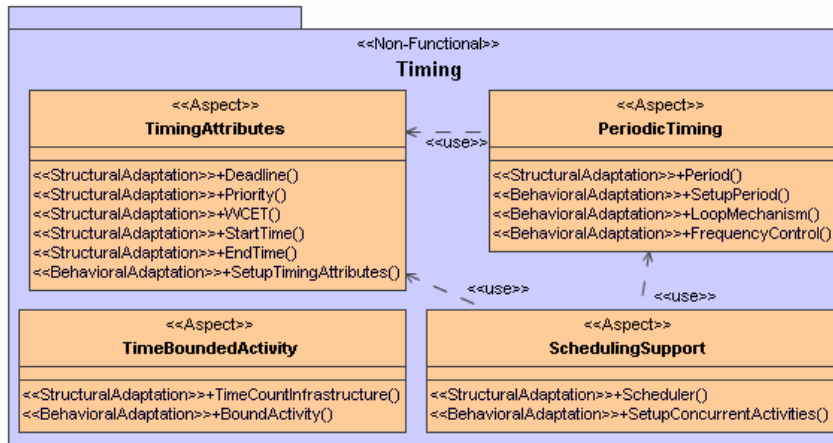 <<Non-Functional>>
Timing
<<Aspect>>
TimingAttributes
<<StructuralAdaptation>>+Deadline()
<<StructuralAdaptation>>+Priority()
<<StructuralAdaptation>>+WCET()
<<StructuralAdaptation>>+StartTime()
<<StructuralAdaptation>>+EndTime()
<<BehavioralAdaptation>>+SetupTimingAttributes()
<<use>>
<<Aspect>>
PeriodicTiming
<<StructuralAdaptation>>+Period()
<<BehavioralAdaptation>>+SetupPeriod()
<<BehavioralAdaptation>>+LoopMechanism()
<<BehavioralAdaptation>>+FrequencyControl()
<<use>>
<<use>>
<<Aspect>>
TimeBoundedActivity
<<StructuralAdaptation>>+TimeCountInfrastructure()
<<BehavioralAdaptation>>+BoundActivity()
<<Aspect>>
SchedulingSupport
<<StructuralAdaptation>>+Scheduler()
<<BehavioralAdaptation>>+SetupConcurrentActivities()